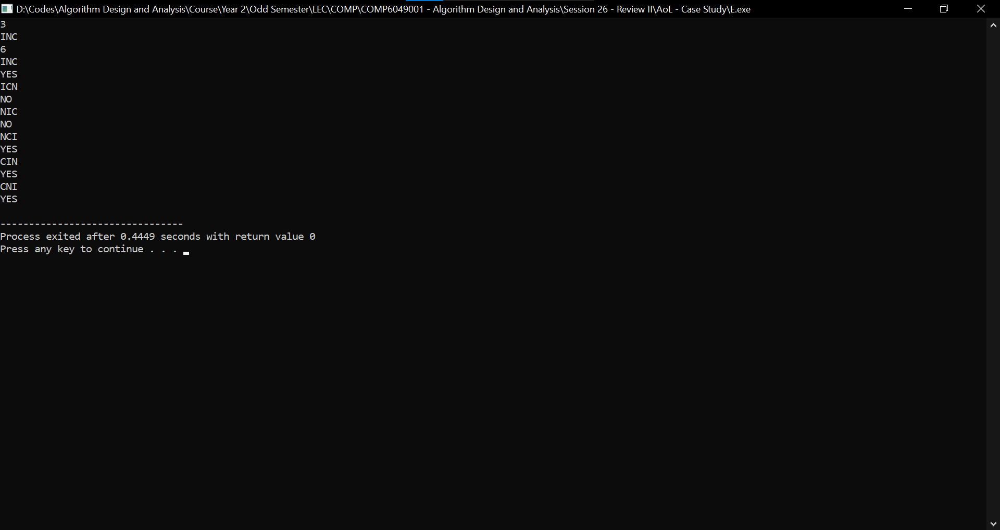 D:\Codes\Algorithm Design and Analysis\Course\Year 2\Odd Semester\LEC\COMP\COMP6049001 - Algorithm Design and Analysis\Session 26 - Review II\AoL - Case Study\E.exe
3
INC
6
INC
YES
ICN
NO
NIC
NO
NCI
YES
CIN
YES
CNI
YES
--------------------------------
Process exited after 0.4449 seconds with return value 0
Press any key to continue . . .